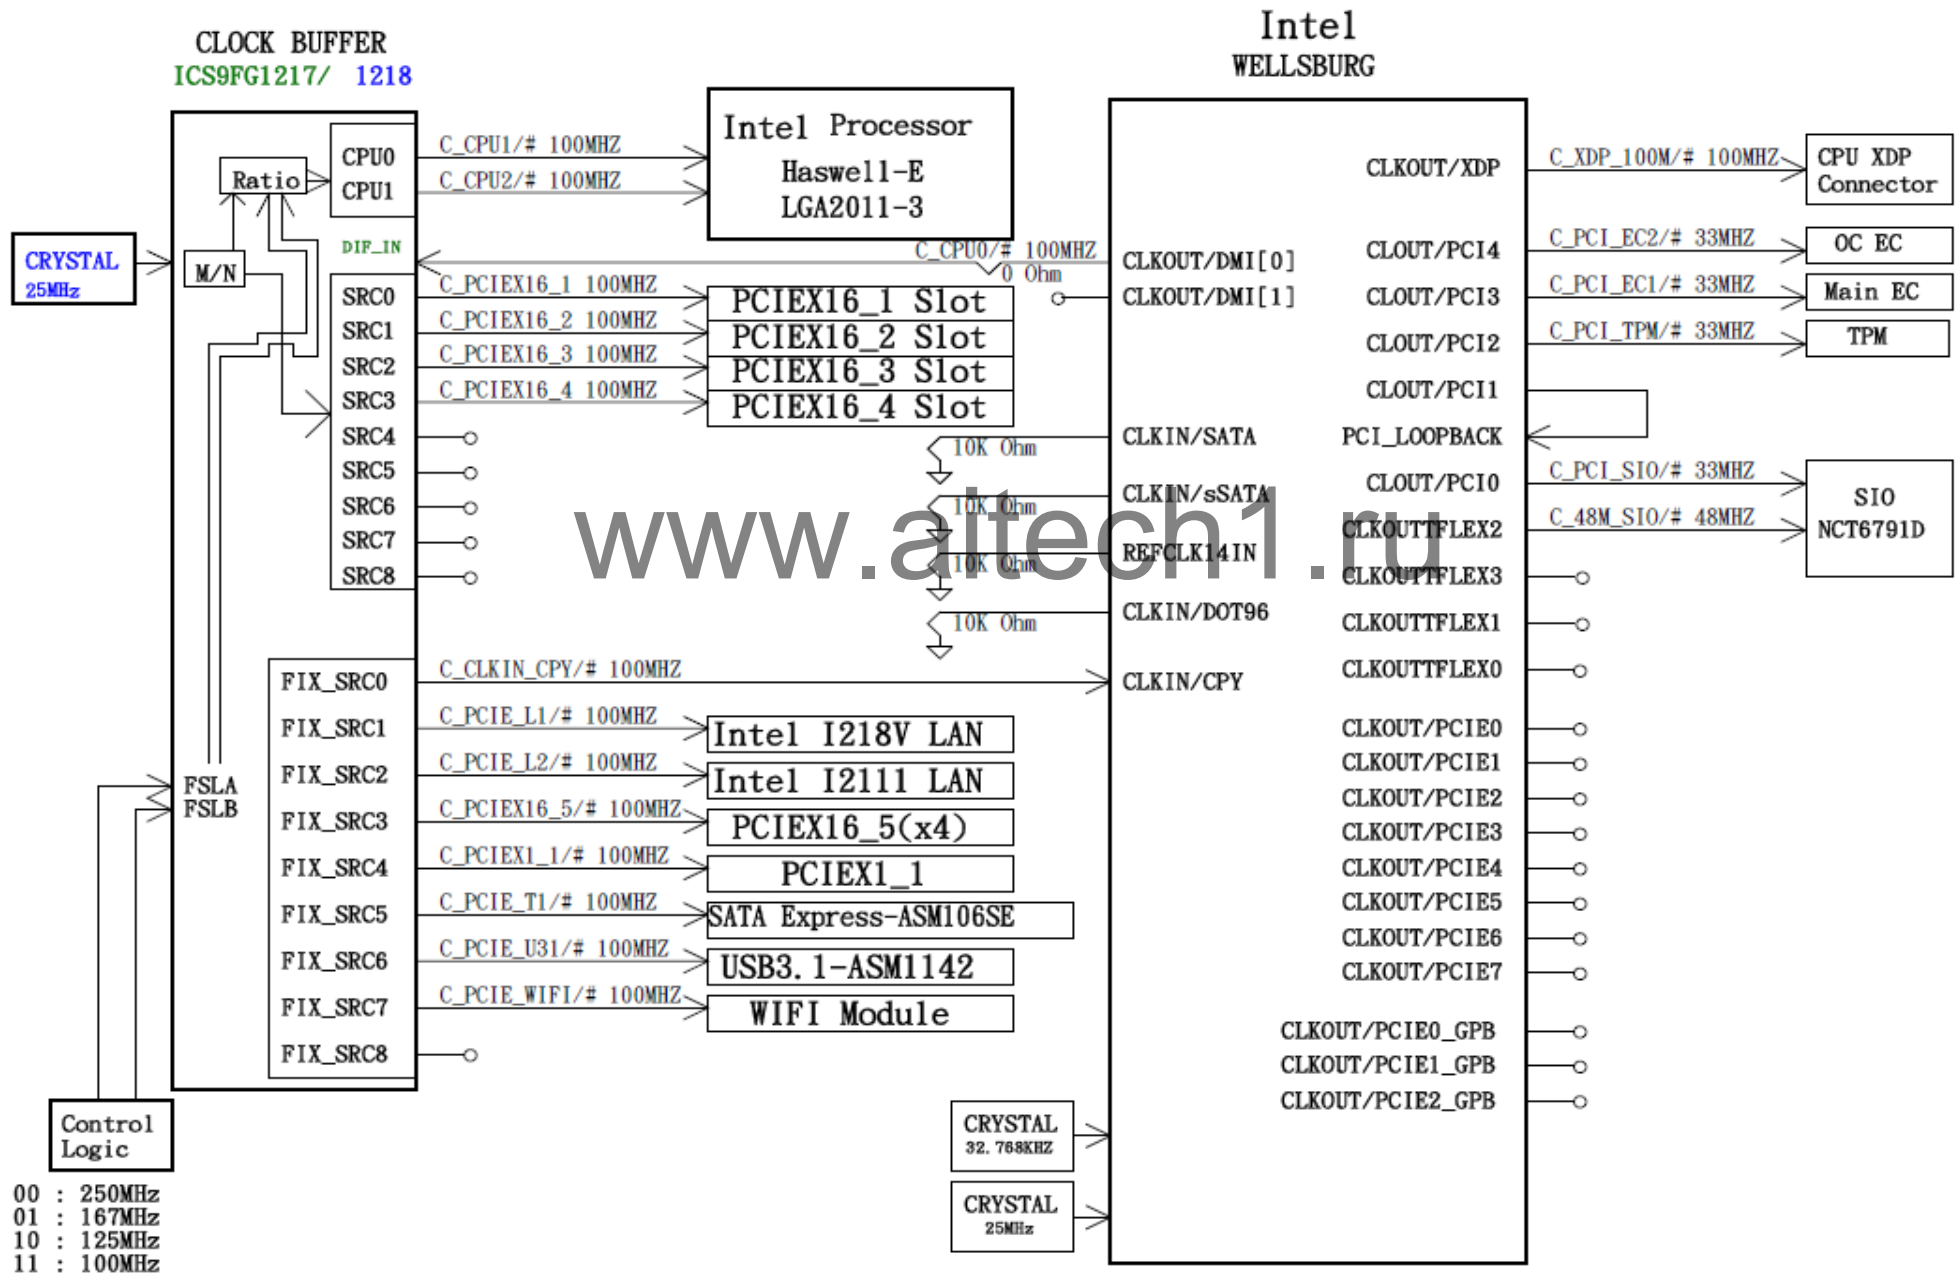 CLOCK BUFFER
ICS9FG1217/ 1218
Ratio
M/N
CPU0
CPU1
DIF_IN
SRC0
SRC1
SRC2
SRC3
SRC4
SRC5
SRC6
SRC7
SRC8
FIX_SRC0
FIX_SRC1
FIX_SRC2
FIX_SRC3
FIX_SRC4
FIX_SRC5
FIX_SRC6
FIX_SRC7
FIX_SRC8
FSLA
FSLB
CRYSTAL
25MHz
Control
Logic
00 : 250MHz
01 : 167MHz
10 : 125MHz
11 : 100MHz
C_CPU1/# 100MHZ
C_CPU2/# 100MHZ
Intel Processor
Haswell-E
LGA2011-3
C_CPU0/# 100MHZ
0 Ohm
C_PCIEX16_1 100MHZ
PCIEX16_1 Slot
C_PCIEX16_2 100MHZ
PCIEX16_2 Slot
C_PCIEX16_3 100MHZ
PCIEX16_3 Slot
C_PCIEX16_4 100MHZ
PCIEX16_4 Slot
10K Ohm
10K Ohm
10K Ohm
10K Ohm
www.aitech1.ru
C_CLKIN_CPY/# 100MHZ
C_PCIE_L1/# 100MHZ
Intel I218V LAN
C_PCIE_L2/# 100MHZ
Intel I2111 LAN
C_PCIEX16_5/# 100MHZ
PCIEX16_5(x4)
C_PCIEX1_1/# 100MHZ
PCIEX1_1
C_PCIE_T1/# 100MHZ
SATA Express-ASM106SE
C_PCIE_U31/# 100MHZ
USB3.1-ASM1142
C_PCIE_WIFI/# 100MHZ
WIFI Module
CRYSTAL
32.768KHZ
CRYSTAL
25MHz
Intel
WELLSBURG
CLKOUT/DMI[0]
CLKOUT/DMI[1]
CLKIN/SATA
CLKIN/sSATA
REFCLK14IN
CLKIN/DOT96
CLKIN/CPY
CLKOUT/XDP
CLOUT/PCI4
CLOUT/PCI3
CLOUT/PCI2
CLOUT/PCI1
PCI_LOOPBACK
CLOUT/PCI0
CLKOUTTFLEX2
CLKOUTTFLEX3
CLKOUTTFLEX1
CLKOUTTFLEX0
CLKOUT/PCIE0
CLKOUT/PCIE1
CLKOUT/PCIE2
CLKOUT/PCIE3
CLKOUT/PCIE4
CLKOUT/PCIE5
CLKOUT/PCIE6
CLKOUT/PCIE7
CLKOUT/PCIE0_GPB
CLKOUT/PCIE1_GPB
CLKOUT/PCIE2_GPB
C_XDP_100M/# 100MHZ
CPU XDP
Connector
C_PCI_EC2/# 33MHZ
OC EC
C_PCI_EC1/# 33MHZ
Main EC
C_PCI_TPM/# 33MHZ
TPM
C_PCI_SIO/# 33MHZ
C_48M_SIO/# 48MHZ
SIO
NCT6791D